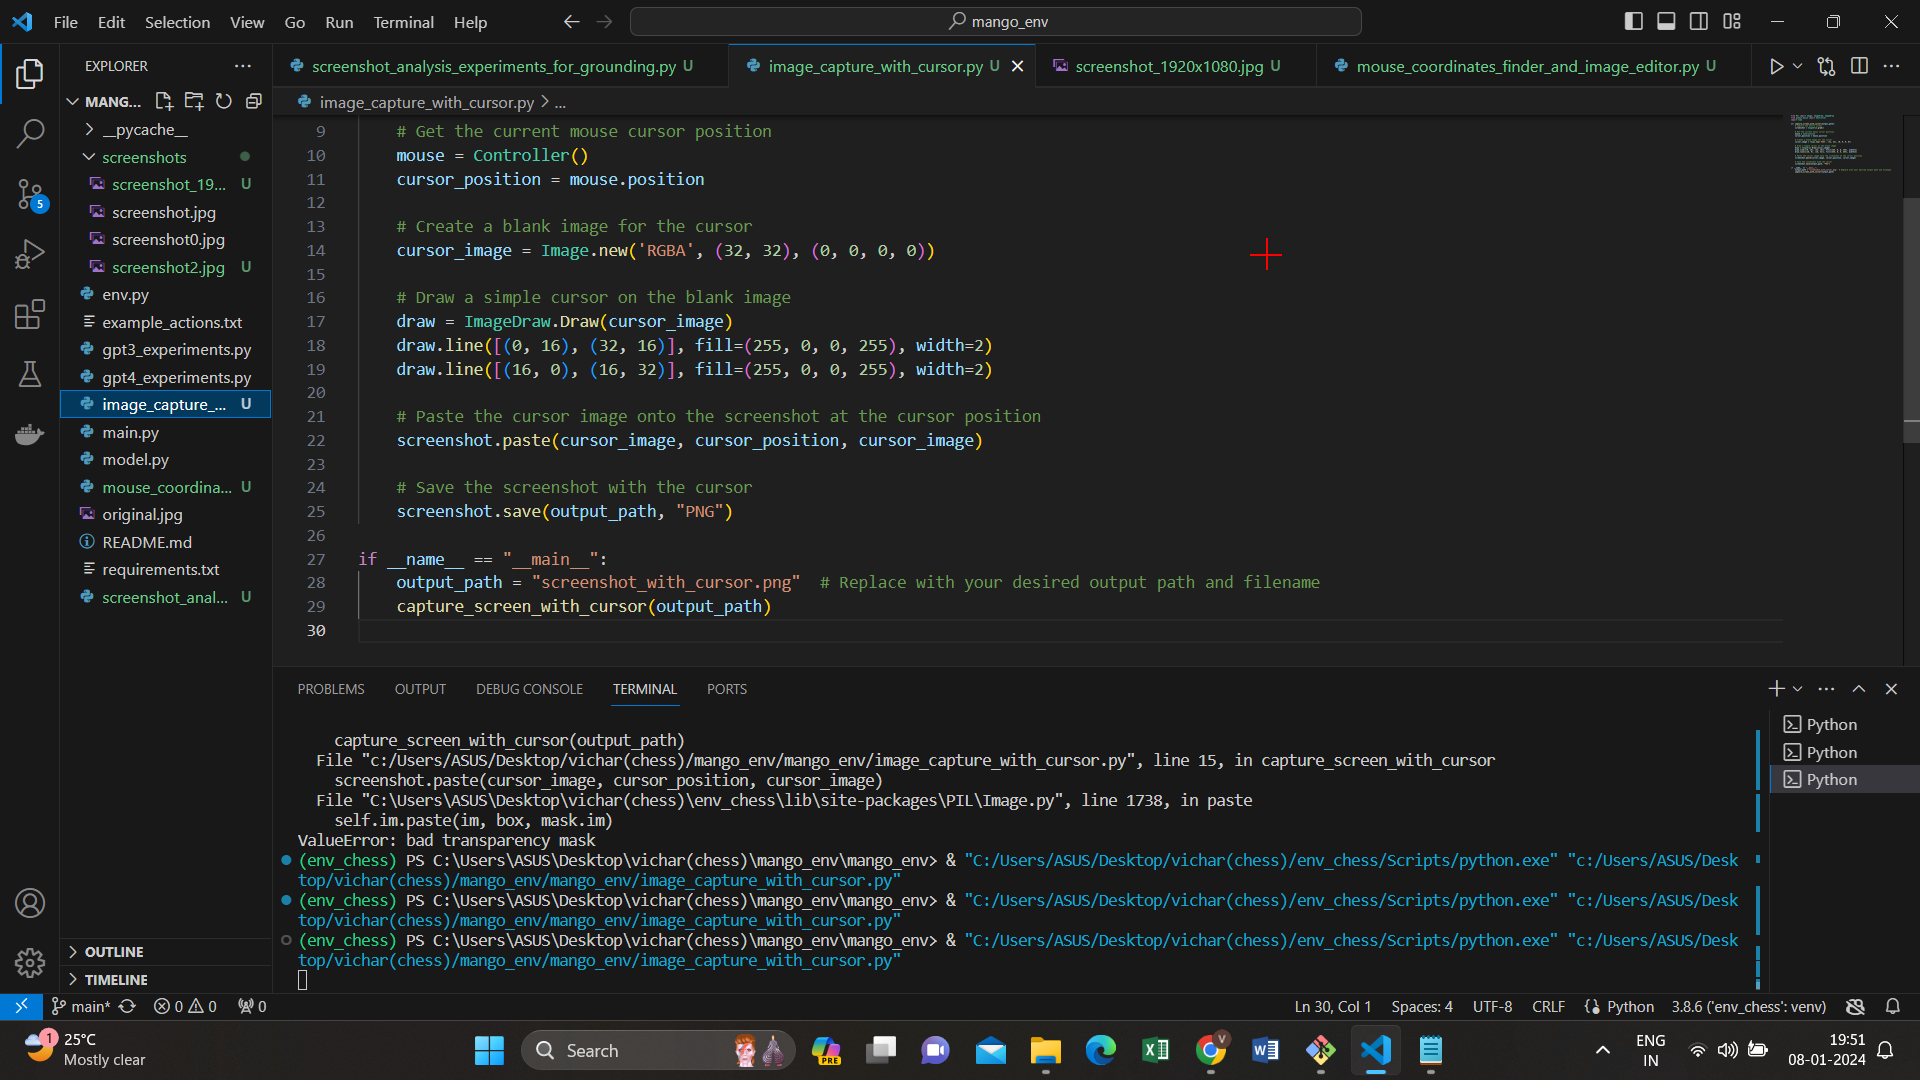 File Edit Selection View Go Run Terminal Help
mango_env
EXPLORER
MANG...
__pycache__
screenshots
screenshot_19... U
screenshot.jpg
screenshot0.jpg
screenshot2.jpg U
env.py
example_actions.txt
gpt3_experiments.py
gpt4_experiments.py
image_capture_... U
main.py
model.py
mouse_coordina... U
original.jpg
README.md
requirements.txt
screenshot_anal... U
OUTLINE
TIMELINE
5
screenshot_analysis_experiments_for_grounding.py U
image_capture_with_cursor.py U
screenshot_1920x1080.jpg U
mouse_coordinates_finder_and_image_editor.py U
image_capture_with_cursor.py > ...
9 # Get the current mouse cursor position
10 mouse = Controller()
11 cursor_position = mouse.position
12
13 # Create a blank image for the cursor
14 cursor_image = Image.new('RGBA', (32, 32), (0, 0, 0, 0))
15
16 # Draw a simple cursor on the blank image
17 draw = ImageDraw.Draw(cursor_image)
18 draw.line([(0, 16), (32, 16)], fill=(255, 0, 0, 255), width=2)
19 draw.line([(16, 0), (16, 32)], fill=(255, 0, 0, 255), width=2)
20
21 # Paste the cursor image onto the screenshot at the cursor position
22 screenshot.paste(cursor_image, cursor_position, cursor_image)
23
24 # Save the screenshot with the cursor
25 screenshot.save(output_path, "PNG")
26
27 if __name__ == "__main__":
28 output_path = "screenshot_with_cursor.png" # Replace with your desired output path and filename
29 capture_screen_with_cursor(output_path)
30
PROBLEMS OUTPUT DEBUG CONSOLE TERMINAL PORTS
capture_screen_with_cursor(output_path)
File "c:/Users/ASUS/Desktop/vichar(chess)/mango_env/mango_env/image_capture_with_cursor.py", line 15, in capture_screen_with_cursor
screenshot.paste(cursor_image, cursor_position, cursor_image)
File "C:\Users\ASUS\Desktop\vichar(chess)\env_chess\lib\site-packages\PIL\Image.py", line 1738, in paste
self.im.paste(im, box, mask.im)
ValueError: bad transparency mask
(env_chess) PS C:\Users\ASUS\Desktop\vichar(chess)\mango_env\mango_env> & "C:/Users/ASUS/Desktop/vichar(chess)/env_chess/Scripts/python.exe" "c:/Users/ASUS/Desk
top/vichar(chess)/mango_env/mango_env/image_capture_with_cursor.py"
(env_chess) PS C:\Users\ASUS\Desktop\vichar(chess)\mango_env\mango_env> & "C:/Users/ASUS/Desktop/vichar(chess)/env_chess/Scripts/python.exe" "c:/Users/ASUS/Desk
top/vichar(chess)/mango_env/mango_env/image_capture_with_cursor.py"
(env_chess) PS C:\Users\ASUS\Desktop\vichar(chess)\mango_env\mango_env> & "C:/Users/ASUS/Desktop/vichar(chess)/env_chess/Scripts/python.exe" "c:/Users/ASUS/Desk
top/vichar(chess)/mango_env/mango_env/image_capture_with_cursor.py"
Python
Python
Python
main* 0 0 0
Ln 30, Col 1 Spaces: 4 UTF-8 CRLF Python 3.8.6 ('env_chess': venv)
1
25°C
Mostly clear
Search
PRE
V
ENG
IN
19:51
08-01-2024